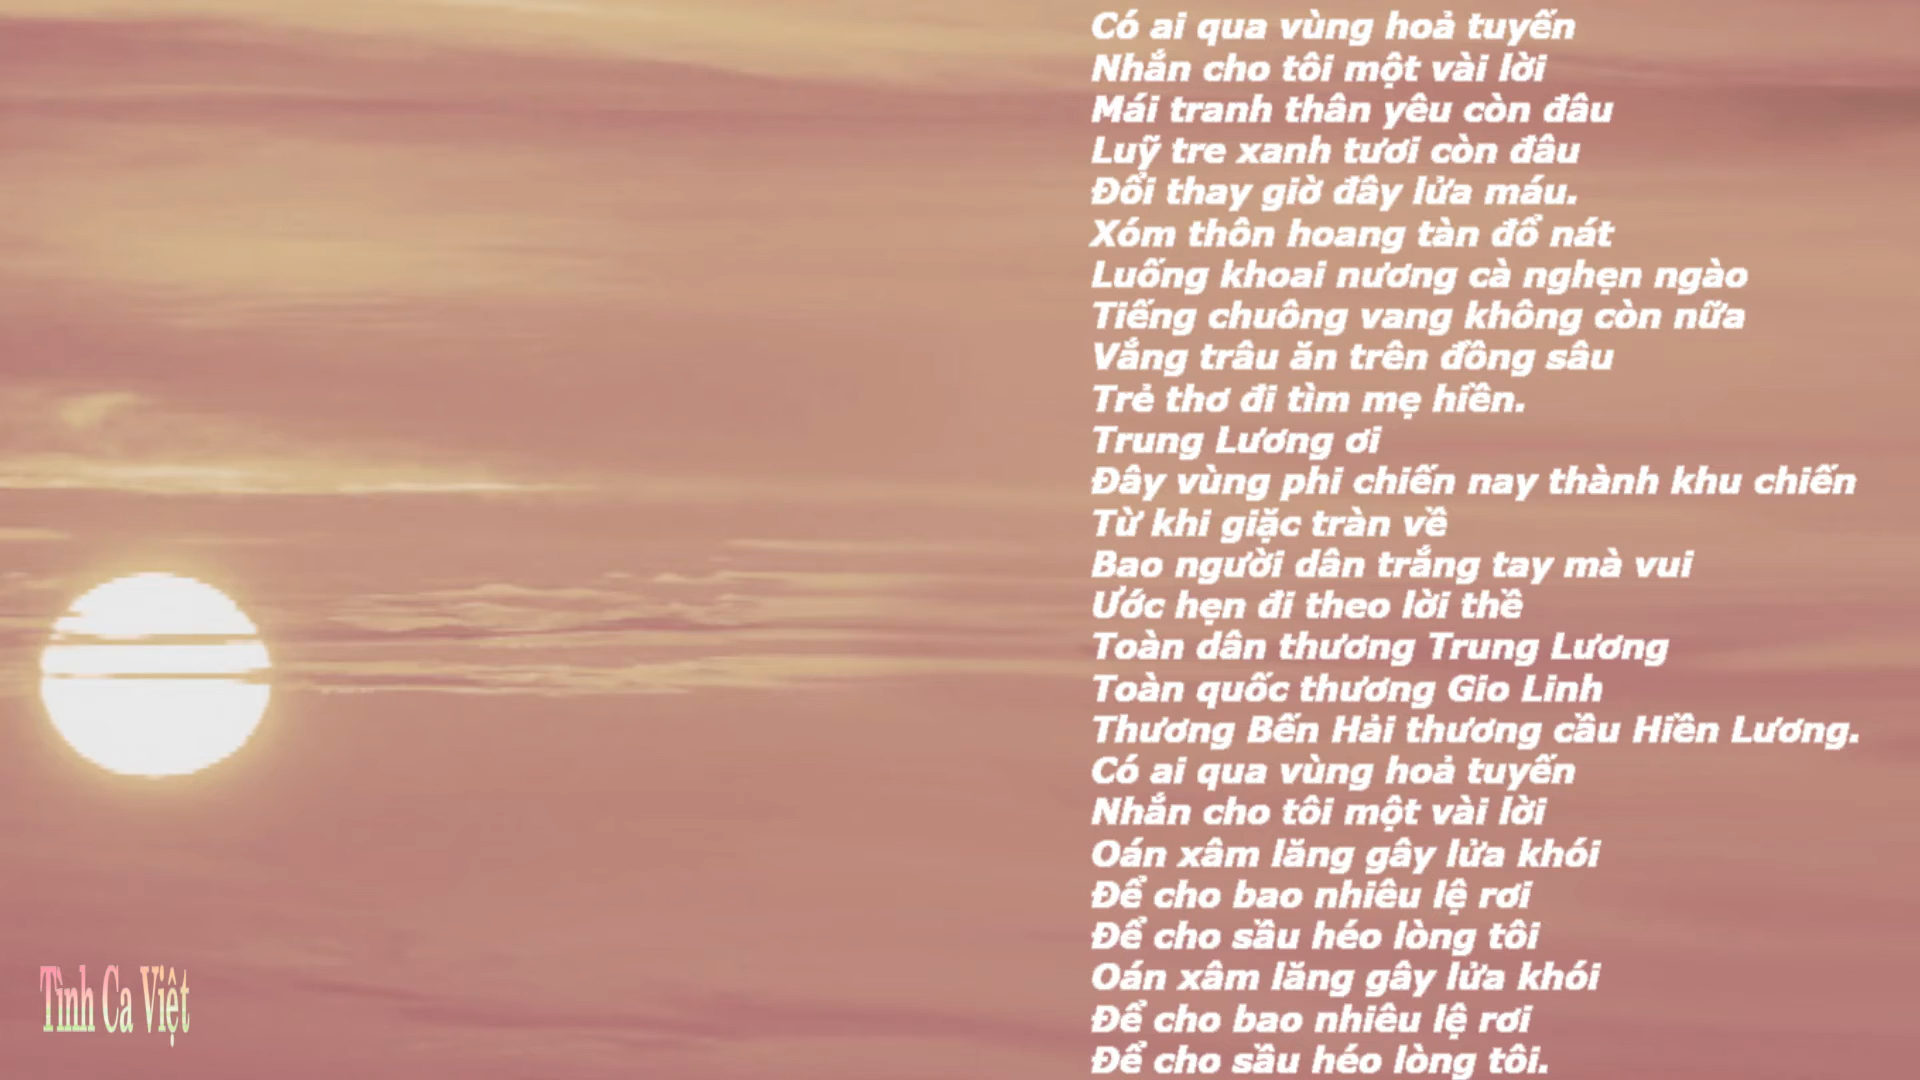 Có ai qua vùng hoả tuyến
Nhắn cho tôi một vài lời
Mái tranh thân yêu còn đâu
Luỹ tre xanh tươi còn đâu
Đổi thay giờ đây lửa máu.
Xóm thôn hoang tàn đổ nát
Luống khoai nương cà nghẹn ngào
Tiếng chuông vang không còn nữa
Vắng trâu ăn trên đồng sâu
Trẻ thơ đi tìm mẹ hiền.
Trung Lương ơi
Đây vùng phi chiến nay thành khu chiến
Từ khi giặc tràn về
Bao người dân trắng tay mà vui
Ước hẹn đi theo lời thề
Toàn dân thương Trung Lương
Toàn quốc thương Gio Linh
Thương Bến Hải thương cầu Hiền Lương.
Có ai qua vùng hoả tuyến
Nhắn cho tôi một vài lời
Oán xâm lăng gây lửa khói
Để cho bao nhiêu lệ rơi
Để cho sầu héo lòng tôi
Oán xâm lăng gây lửa khói
Để cho bao nhiêu lệ rơi
Để cho sầu héo lòng tôi.
Tình Ca Việt